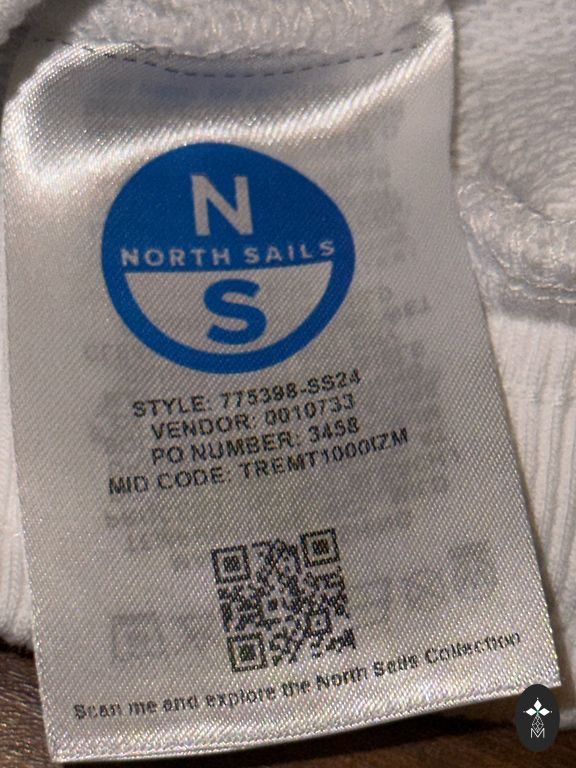 N
NORTH SAILS
S
STYLE: 775398-SS24
VENDOR: 0010733
PO NUMBER: 3458
MID CODE: TREMT1000IZM
Scan me and explore the North Sails Collection
M